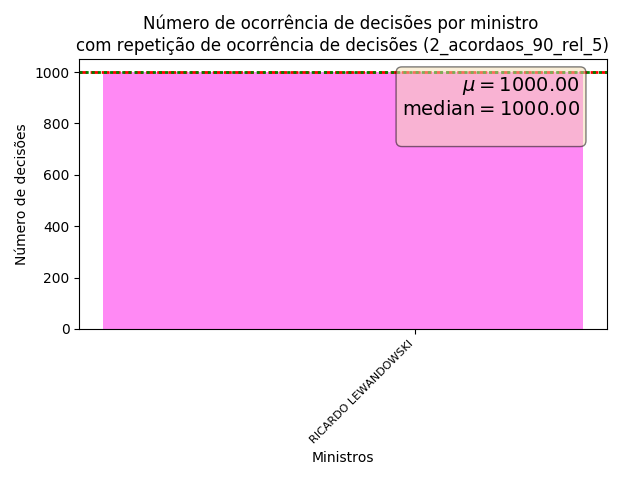 Número de ocorrência de decisões por ministro
com repetição de ocorrência de decisões (2_acordaos_90_rel_5)
1000
800
600
400
200
0
Número de decisões
μ = 1000.00
median = 1000.00
RICARDO LEWANDOWSKI
Ministros